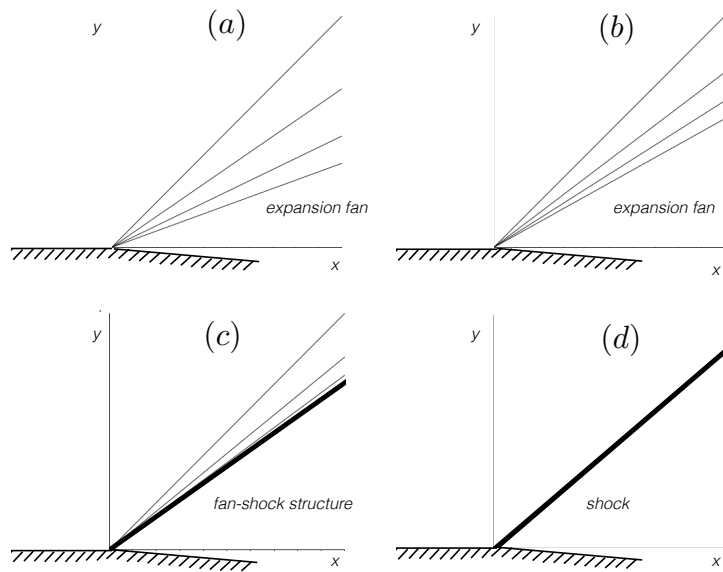 y
(a)
expansion fan
x
y
(b)
expansion fan
x
y
(c)
fan-shock structure
x
y
(d)
shock
x